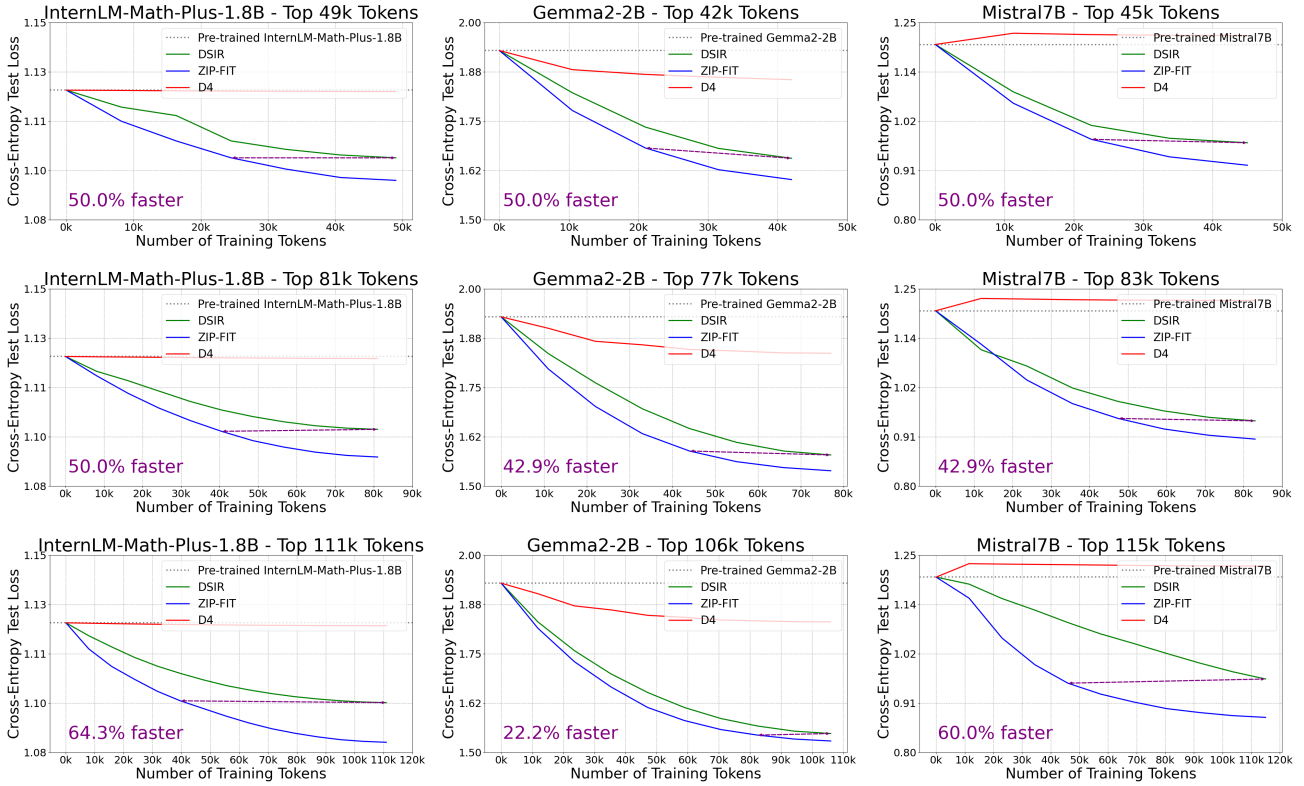 InternLM-Math-Plus-1.8B - Top 49k Tokens
Cross-Entropy Test Loss
1.15
1.13
1.11
1.10
1.08
Pre-trained InternLM-Math-Plus-1.8B
DSIR
ZIP-FIT
D4
50.0% faster
0k 10k 20k 30k 40k 50k
Number of Training Tokens
Gemma2-2B - Top 42k Tokens
Cross-Entropy Test Loss
2.00
1.88
1.75
1.62
1.50
Pre-trained Gemma2-2B
DSIR
ZIP-FIT
D4
50.0% faster
0k 10k 20k 30k 40k 50k
Number of Training Tokens
Mistral7B - Top 45k Tokens
Cross-Entropy Test Loss
1.25
1.14
1.02
0.91
0.80
Pre-trained Mistral7B
DSIR
ZIP-FIT
D4
50.0% faster
0k 10k 20k 30k 40k 50k
Number of Training Tokens
InternLM-Math-Plus-1.8B - Top 81k Tokens
Cross-Entropy Test Loss
1.15
1.13
1.11
1.10
1.08
Pre-trained InternLM-Math-Plus-1.8B
DSIR
ZIP-FIT
D4
50.0% faster
0k 10k 20k 30k 40k 50k 60k 70k 80k 90k
Number of Training Tokens
Gemma2-2B - Top 77k Tokens
Cross-Entropy Test Loss
2.00
1.88
1.75
1.62
1.50
Pre-trained Gemma2-2B
DSIR
ZIP-FIT
D4
42.9% faster
0k 10k 20k 30k 40k 50k 60k 70k 80k
Number of Training Tokens
Mistral7B - Top 83k Tokens
Cross-Entropy Test Loss
1.25
1.14
1.02
0.91
0.80
Pre-trained Mistral7B
DSIR
ZIP-FIT
D4
42.9% faster
0k 10k 20k 30k 40k 50k 60k 70k 80k 90k
Number of Training Tokens
InternLM-Math-Plus-1.8B - Top 111k Tokens
Cross-Entropy Test Loss
1.15
1.13
1.11
1.10
1.08
Pre-trained InternLM-Math-Plus-1.8B
DSIR
ZIP-FIT
D4
64.3% faster
0k 10k 20k 30k 40k 50k 60k 70k 80k 90k 100k 110k 120k
Number of Training Tokens
Gemma2-2B - Top 106k Tokens
Cross-Entropy Test Loss
2.00
1.88
1.75
1.62
1.50
Pre-trained Gemma2-2B
DSIR
ZIP-FIT
D4
22.2% faster
0k 10k 20k 30k 40k 50k 60k 70k 80k 90k 100k 110k
Number of Training Tokens
Mistral7B - Top 115k Tokens
Cross-Entropy Test Loss
1.25
1.14
1.02
0.91
0.80
Pre-trained Mistral7B
DSIR
ZIP-FIT
D4
60.0% faster
0k 10k 20k 30k 40k 50k 60k 70k 80k 90k 100k 110k 120k
Number of Training Tokens